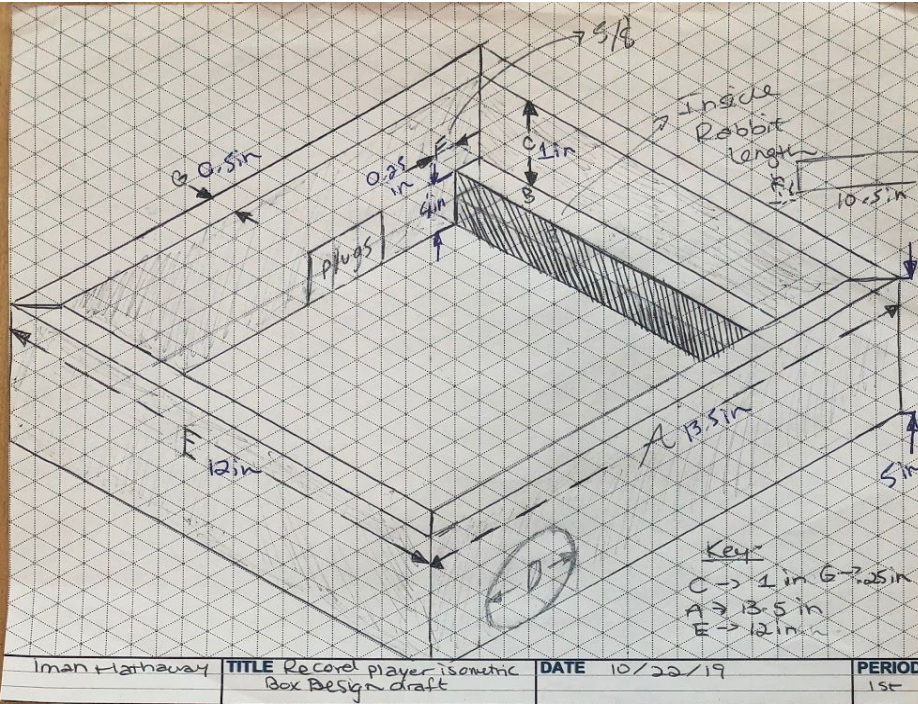 5/8
Inside
Rabbit
length
10.5in
C 1in
B
F
0.25
in
4in
G 0.5in
plugs
E 12in
A 13.5in
5in
D
Key-
C → 1 in G → .25in
A → 13.5 in
E → 12in
Iman Hathaway
TITLE Record player isometric
Box Design draft
DATE 10/22/19
PERIOD
1st